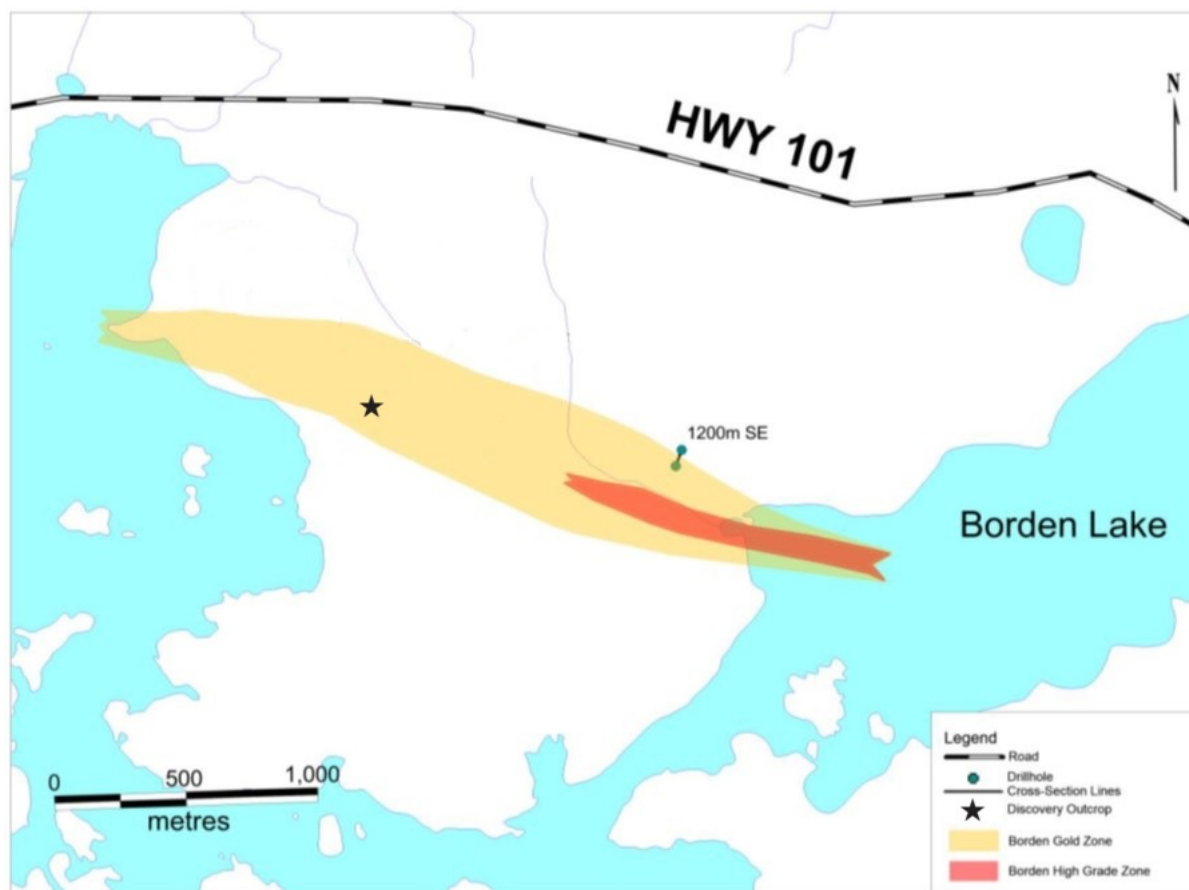 HWY 101
N
1200m SE
Borden Lake
0 500 1,000
metres
Legend
Road
Drillhole
Cross-Section Lines
Discovery Outcrop
Borden Gold Zone
Borden High Grade Zone